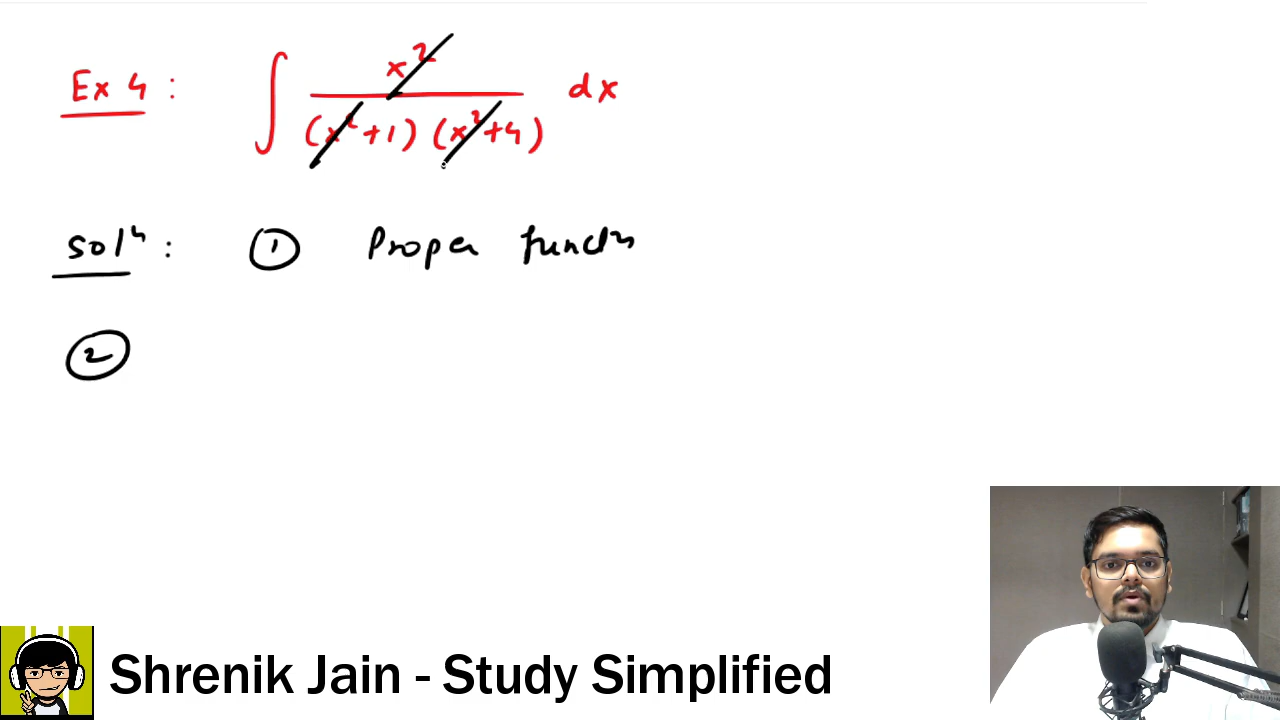 Ex 4 : ∫ x² / (x²+1) (x²+4) dx
solⁿ : ① Proper functn
②
Shrenik Jain - Study Simplified